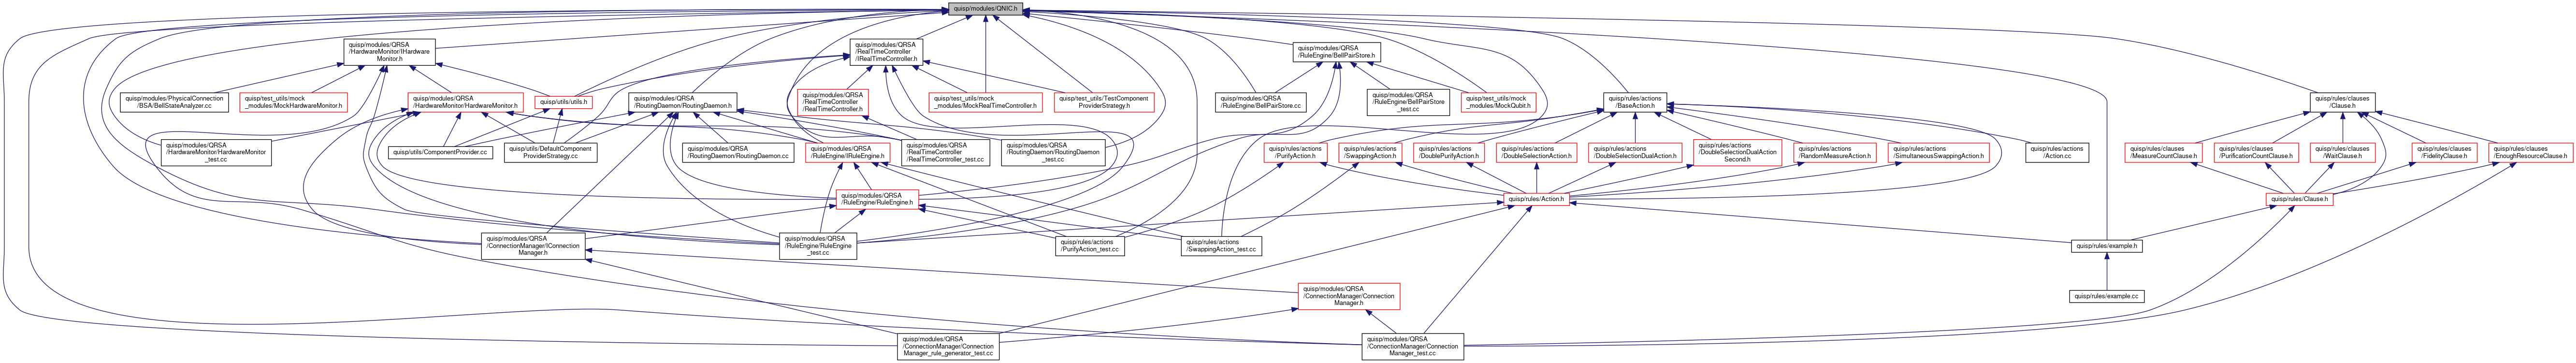 quisp/modules/QNIC.h
quisp/modules/QRSA
/HardwareMonitor/IHardware
Monitor.h
quisp/modules/QRSA
/RealTimeController
/IRealTimeController.h
quisp/modules/QRSA
/RuleEngine/BellPairStore.h
quisp/modules/PhysicalConnection
/BSA/BellStateAnalyzer.cc
quisp/test_utils/mock
_modules/MockHardwareMonitor.h
quisp/modules/QRSA
/HardwareMonitor/HardwareMonitor.h
quisp/utils/utils.h
quisp/modules/QRSA
/RoutingDaemon/RoutingDaemon.h
quisp/modules/QRSA
/RealTimeController
/RealTimeController.h
quisp/test_utils/mock
_modules/MockRealTimeController.h
quisp/test_utils/TestComponent
ProviderStrategy.h
quisp/modules/QRSA
/RuleEngine/BellPairStore.cc
quisp/modules/QRSA
/RuleEngine/BellPairStore
_test.cc
quisp/test_utils/mock
_modules/MockQubit.h
quisp/rules/actions
/BaseAction.h
quisp/rules/clauses
/Clause.h
quisp/modules/QRSA
/HardwareMonitor/HardwareMonitor
_test.cc
quisp/utils/ComponentProvider.cc
quisp/utils/DefaultComponent
ProviderStrategy.cc
quisp/modules/QRSA
/RoutingDaemon/RoutingDaemon.cc
quisp/modules/QRSA
/RuleEngine/IRuleEngine.h
quisp/modules/QRSA
/RealTimeController
/RealTimeController_test.cc
quisp/modules/QRSA
/RoutingDaemon/RoutingDaemon
_test.cc
quisp/rules/actions
/PurifyAction.h
quisp/rules/actions
/SwappingAction.h
quisp/rules/actions
/DoublePurifyAction.h
quisp/rules/actions
/DoubleSelectionAction.h
quisp/rules/actions
/DoubleSelectionDualAction.h
quisp/rules/actions
/DoubleSelectionDualAction
Second.h
quisp/rules/actions
/RandomMeasureAction.h
quisp/rules/actions
/SimultaneousSwappingAction.h
quisp/rules/actions
/Action.cc
quisp/rules/clauses
/MeasureCountClause.h
quisp/rules/clauses
/PurificationCountClause.h
quisp/rules/clauses
/WaitClause.h
quisp/rules/clauses
/FidelityClause.h
quisp/rules/clauses
/EnoughResourceClause.h
quisp/modules/QRSA
/RuleEngine/RuleEngine.h
quisp/rules/Action.h
quisp/rules/Clause.h
quisp/modules/QRSA
/ConnectionManager/IConnection
Manager.h
quisp/modules/QRSA
/RuleEngine/RuleEngine
_test.cc
quisp/rules/actions
/PurifyAction_test.cc
quisp/rules/actions
/SwappingAction_test.cc
quisp/rules/example.h
quisp/modules/QRSA
/ConnectionManager/Connection
Manager.h
quisp/rules/example.cc
quisp/modules/QRSA
/ConnectionManager/Connection
Manager_rule_generator_test.cc
quisp/modules/QRSA
/ConnectionManager/Connection
Manager_test.cc